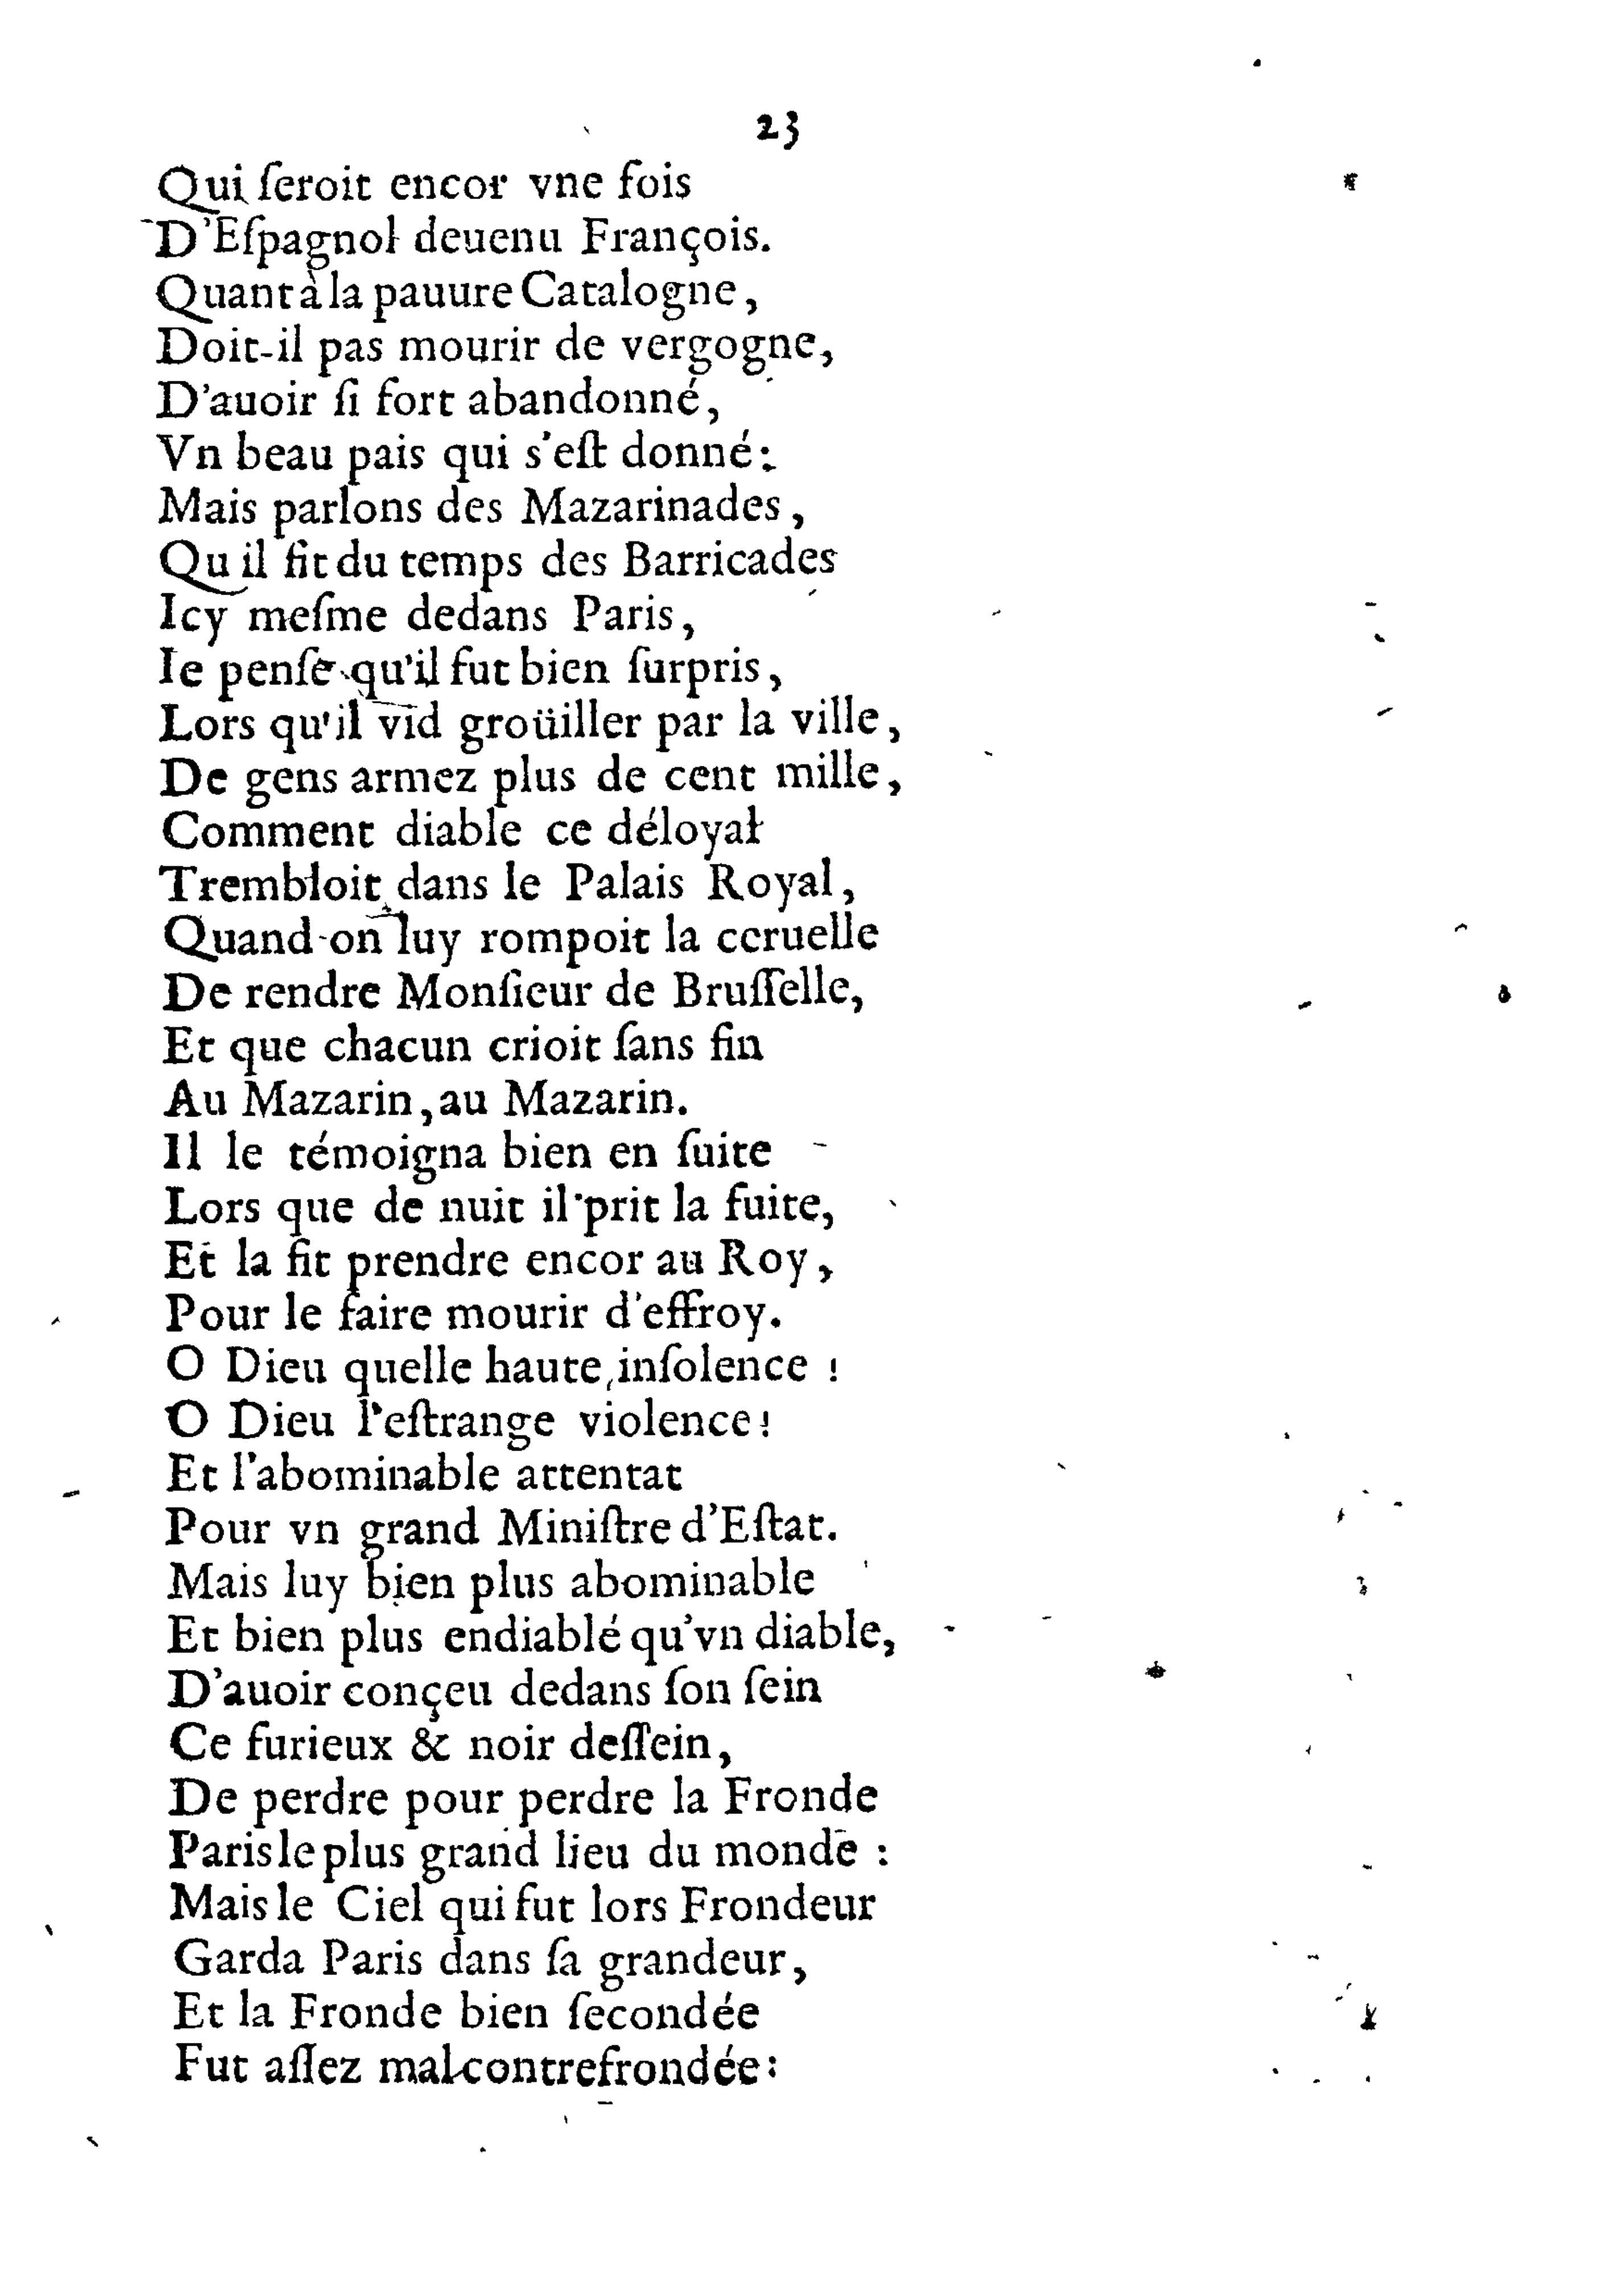 23
Qui ſeroit encor vne fois
D'Eſpagnol deuenu François.
Quant à la pauure Catalogne,
Doit-il pas mourir de vergogne,
D'auoir ſi fort abandonné,
Vn beau pais qui s'eſt donné:
Mais parlons des Mazarinades,
Qu il fit du temps des Barricades
Icy meſme dedans Paris,
Ie penſe qu'il fut bien ſurpris,
Lors qu'il vid groüiller par la ville,
De gens armez plus de cent mille,
Comment diable ce déloyal
Trembloit dans le Palais Royal,
Quand-on luy rompoit la ceruelle
De rendre Monſieur de Bruſſelle,
Et que chacun crioit ſans fin
Au Mazarin, au Mazarin.
Il le témoigna bien en ſuite
Lors que de nuit il prit la fuite,
Et la fit prendre encor au Roy,
Pour le faire mourir d'effroy.
O Dieu quelle haute inſolence !
O Dieu l'eſtrange violence !
Et l'abominable attentat
Pour vn grand Miniſtre d'Eſtat.
Mais luy bien plus abominable
Et bien plus endiablé qu'vn diable,
D'auoir conçeu dedans ſon ſein
Ce furieux & noir deſſein,
De perdre pour perdre la Fronde
Paris le plus grand lieu du monde :
Mais le Ciel qui fut lors Frondeur
Garda Paris dans ſa grandeur,
Et la Fronde bien ſecondée
Fut aſſez mal contrefrondée: